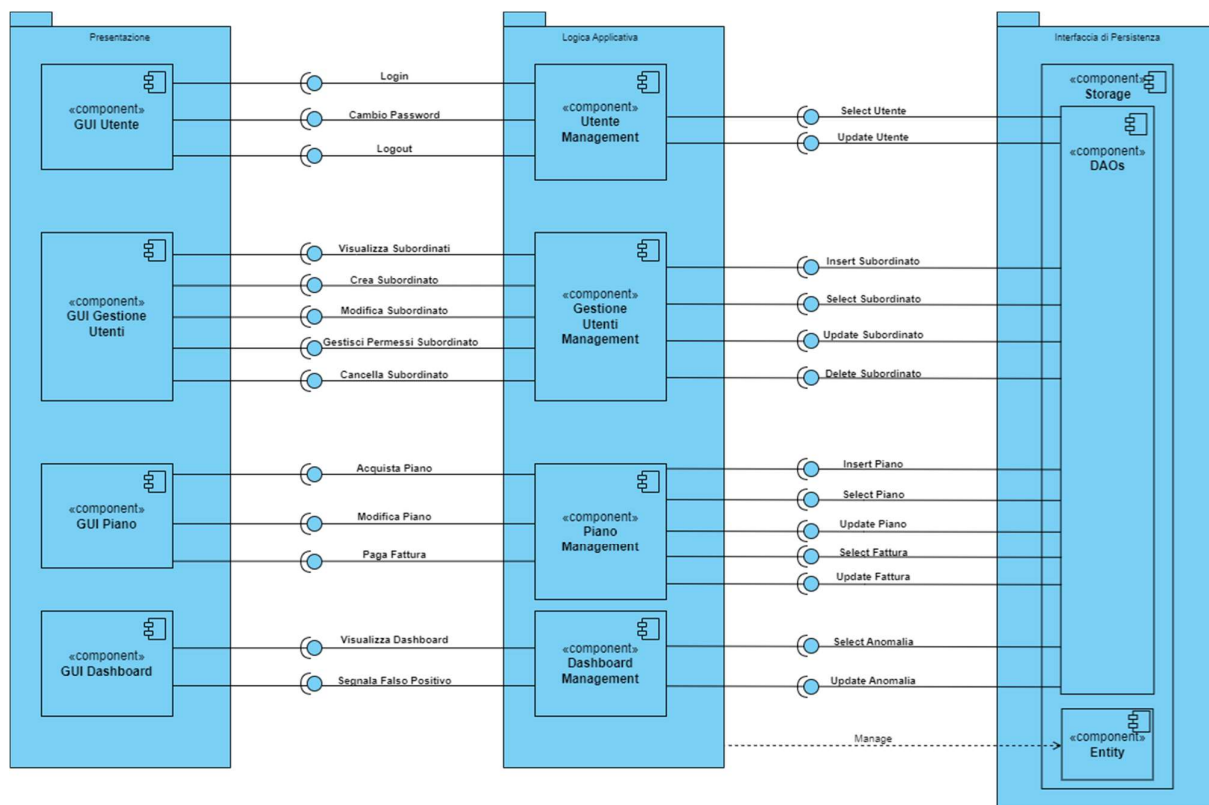 Presentazione
Logica Applicativa
Interfaccia di Persistenza
«component»
GUI Utente
Login
Cambio Password
Logout
«component»
Utente
Management
Select Utente
Update Utente
«component»
Storage
«component»
DAOs
«component»
GUI Gestione
Utenti
Visualizza Subordinati
Crea Subordinato
Modifica Subordinato
Gestisci Permessi Subordinato
Cancella Subordinato
«component»
Gestione
Utenti
Management
Insert Subordinato
Select Subordinato
Update Subordinato
Delete Subordinato
«component»
GUI Piano
Acquista Piano
Modifica Piano
Paga Fattura
«component»
Piano
Management
Insert Piano
Select Piano
Update Piano
Select Fattura
Update Fattura
«component»
GUI Dashboard
Visualizza Dashboard
Segnala Falso Positivo
«component»
Dashboard
Management
Select Anomalia
Update Anomalia
Manage
«component»
Entity